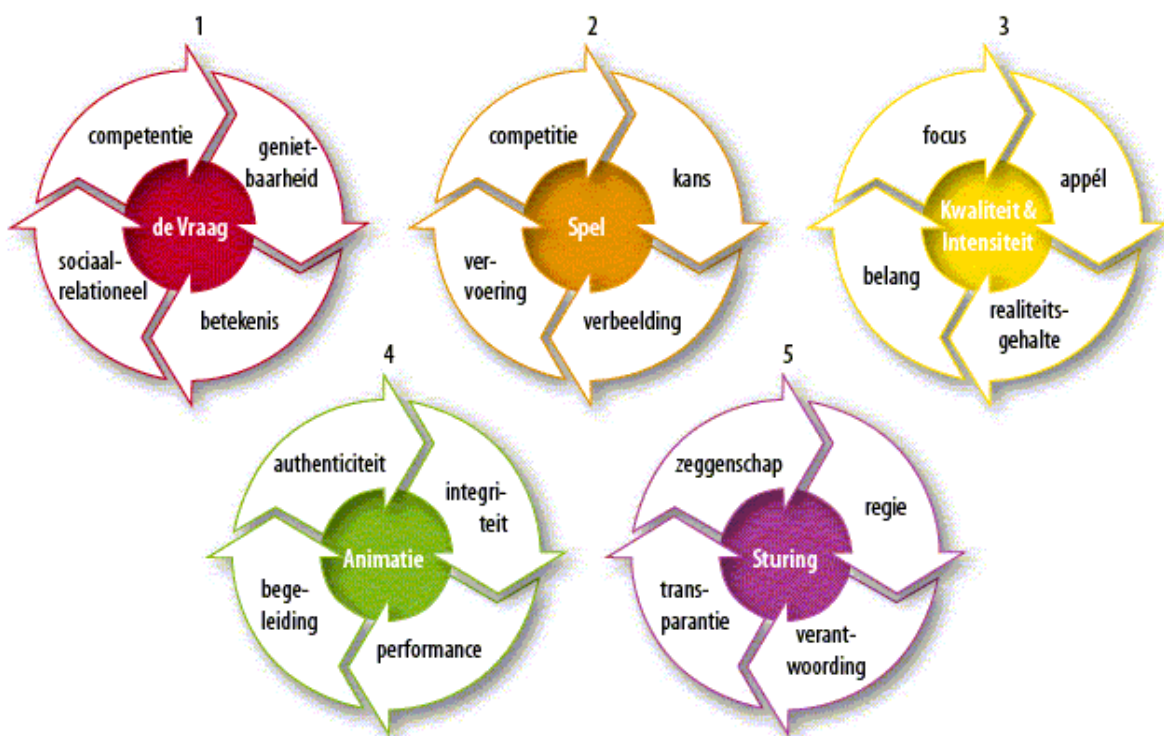 1
competentie
geniet-
baarheid
de Vraag
sociaal-
relationeel
betekenis
2
competitie
kans
Spel
ver-
voering
verbeelding
3
focus
appél
Kwaliteit &
Intensiteit
belang
realiteits-
gehalte
4
authenticiteit
integri-
teit
Animatie
bege-
leiding
performance
5
zeggenschap
regie
Sturing
trans-
parantie
verant-
woording